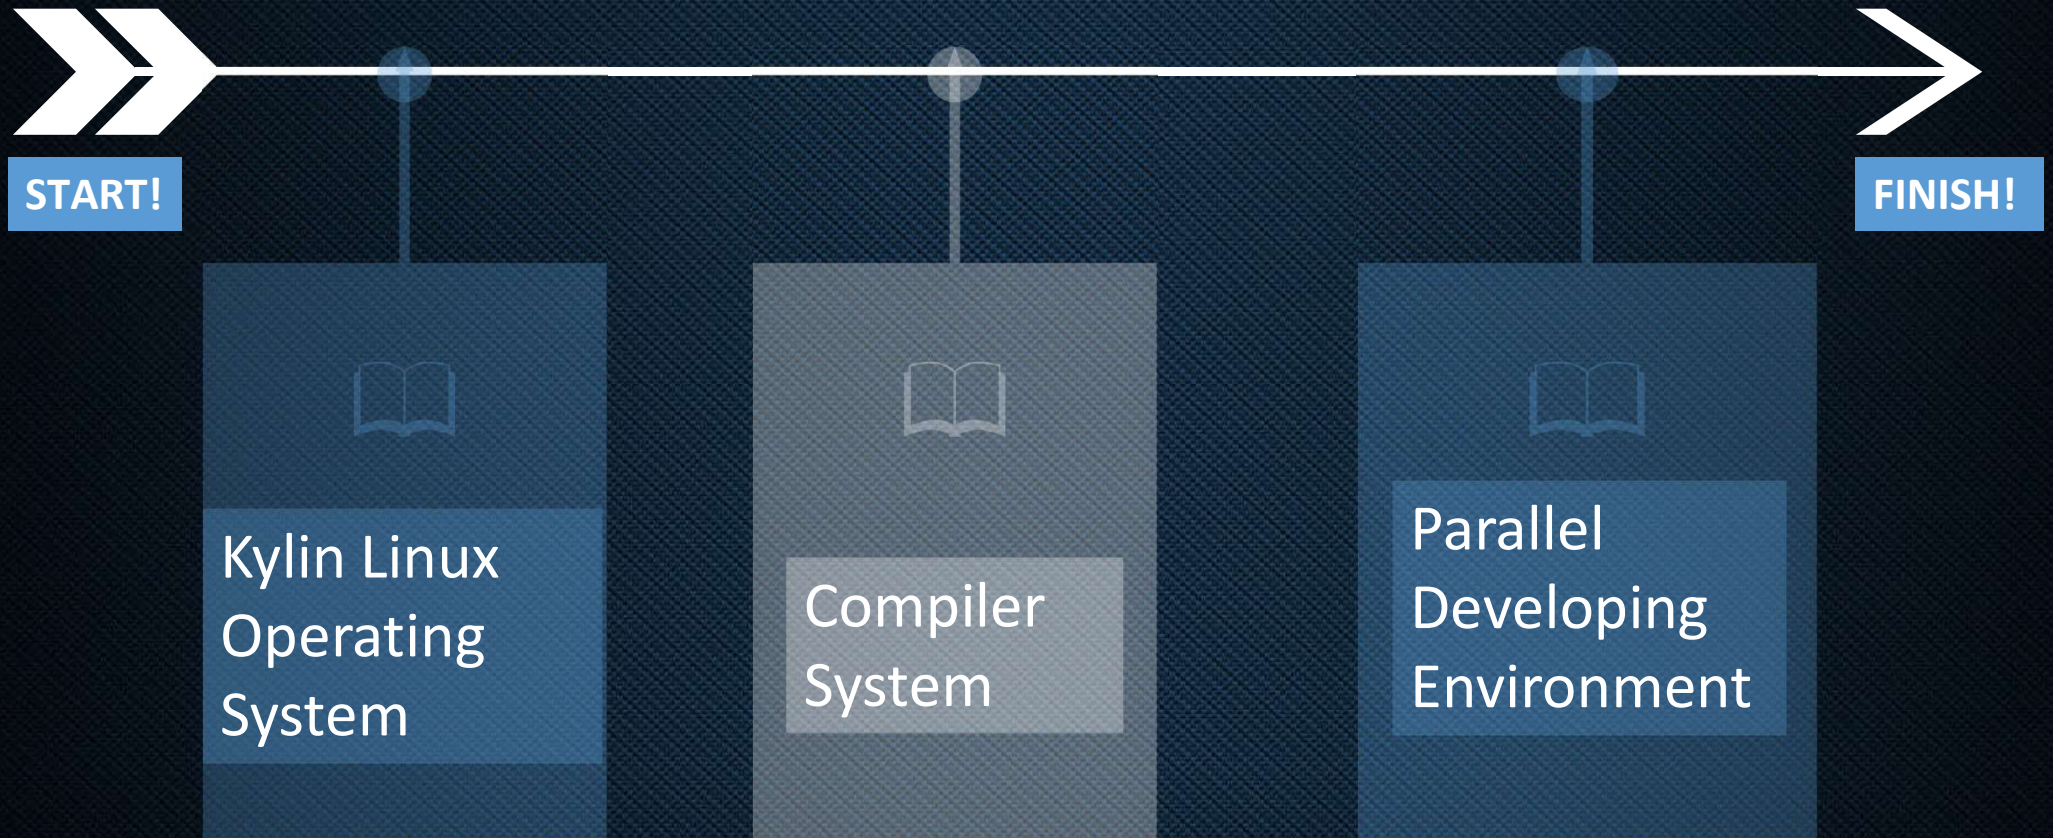 START!
FINISH!
Kylin Linux
Operating
System
Compiler
System
Parallel
Developing
Environment